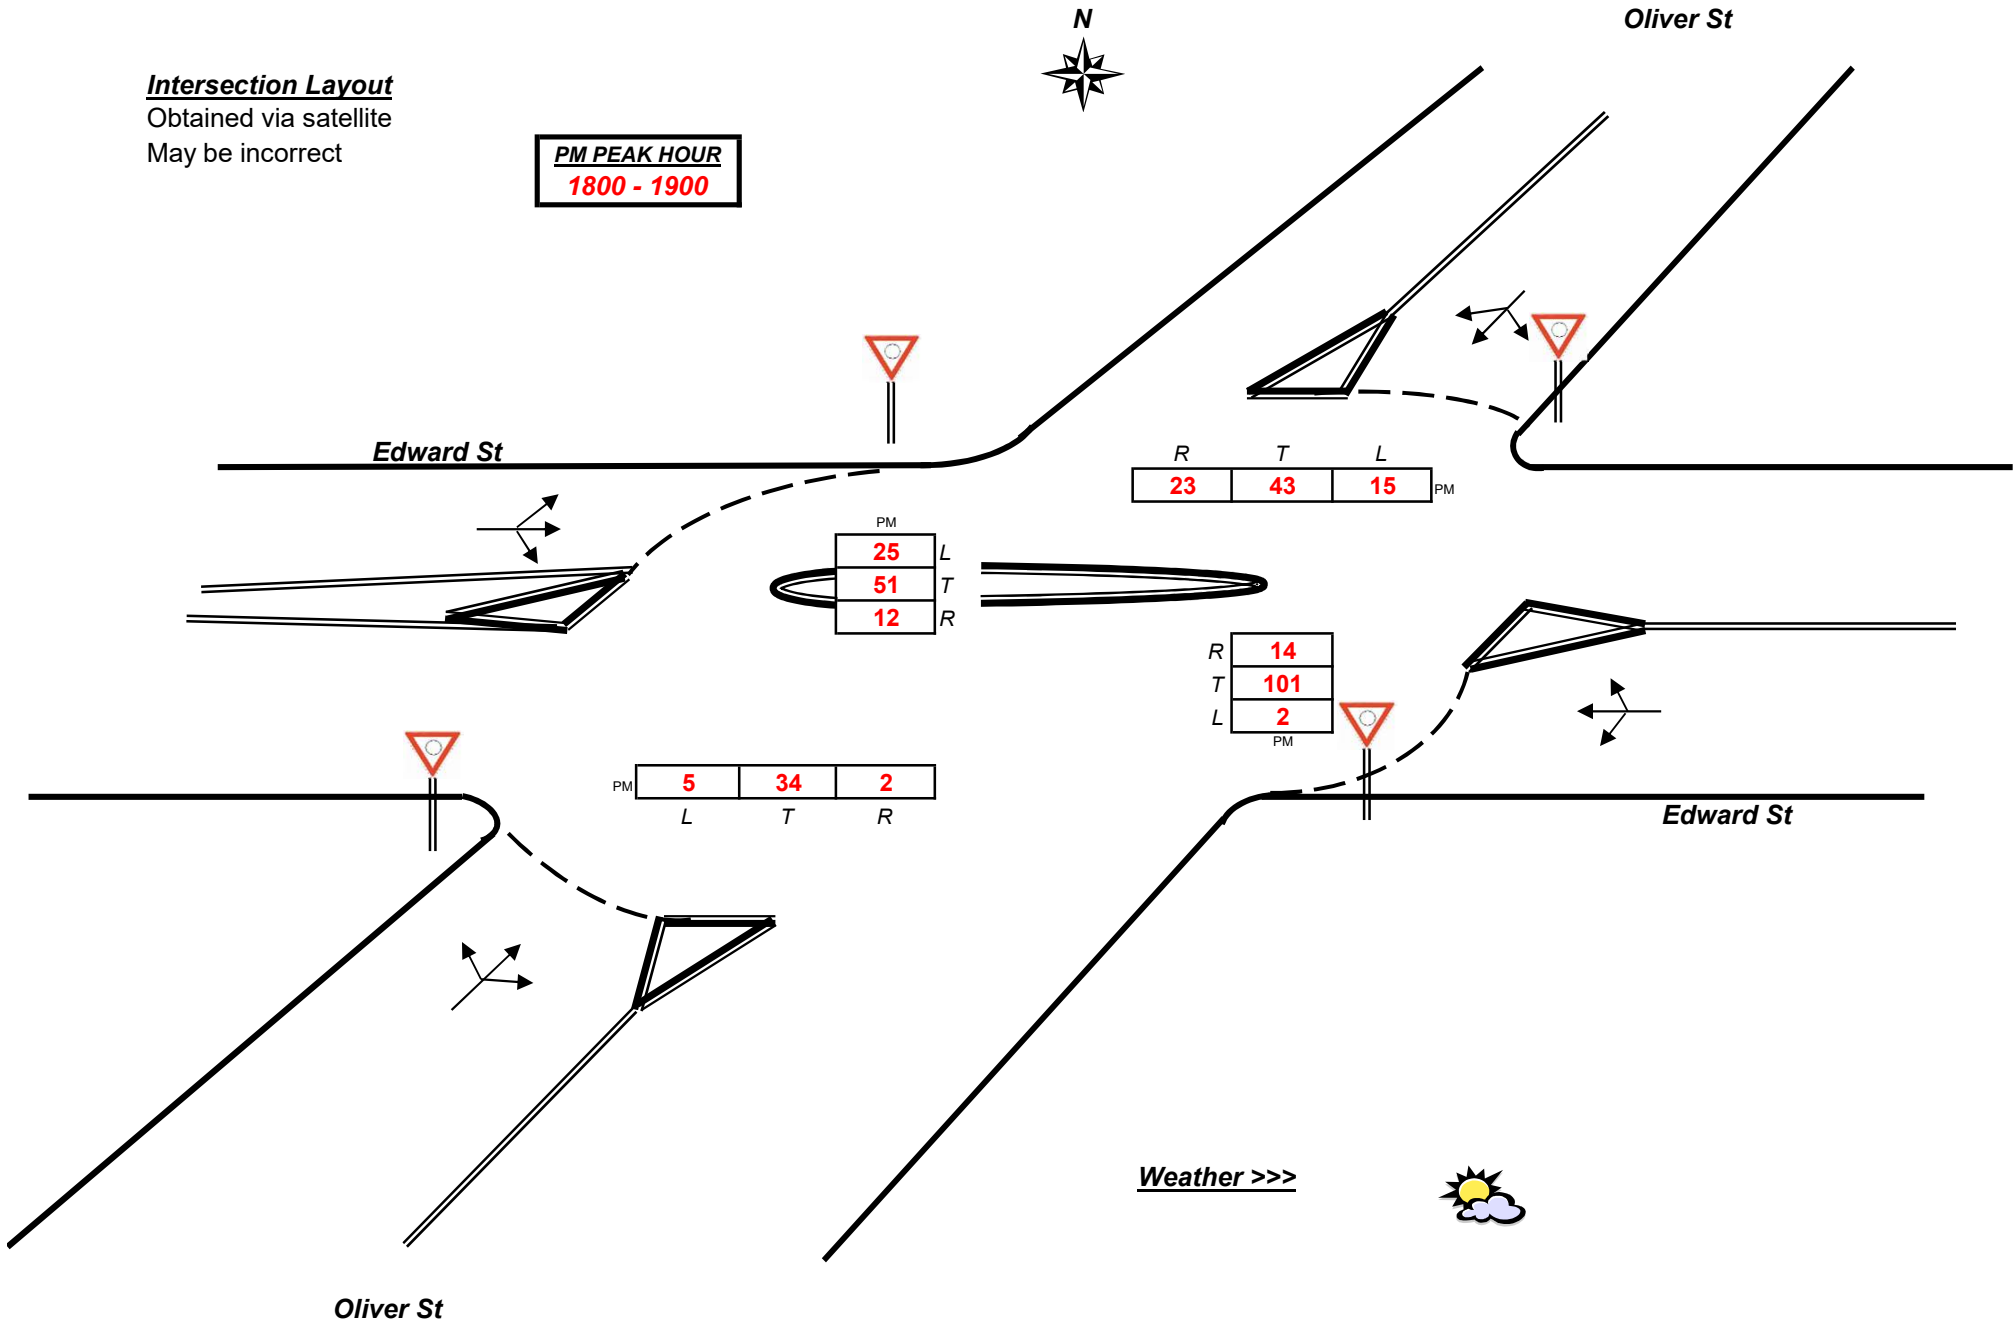 N
Oliver St
Intersection Layout
Obtained via satellite
May be incorrect
PM PEAK HOUR
1800 - 1900
Edward St
R T L
23 43 15 PM
PM
25 L
51 T
12 R
R 14
T 101
L 2
PM
PM 5 34 2
L T R
Edward St
Weather >>>
Oliver St